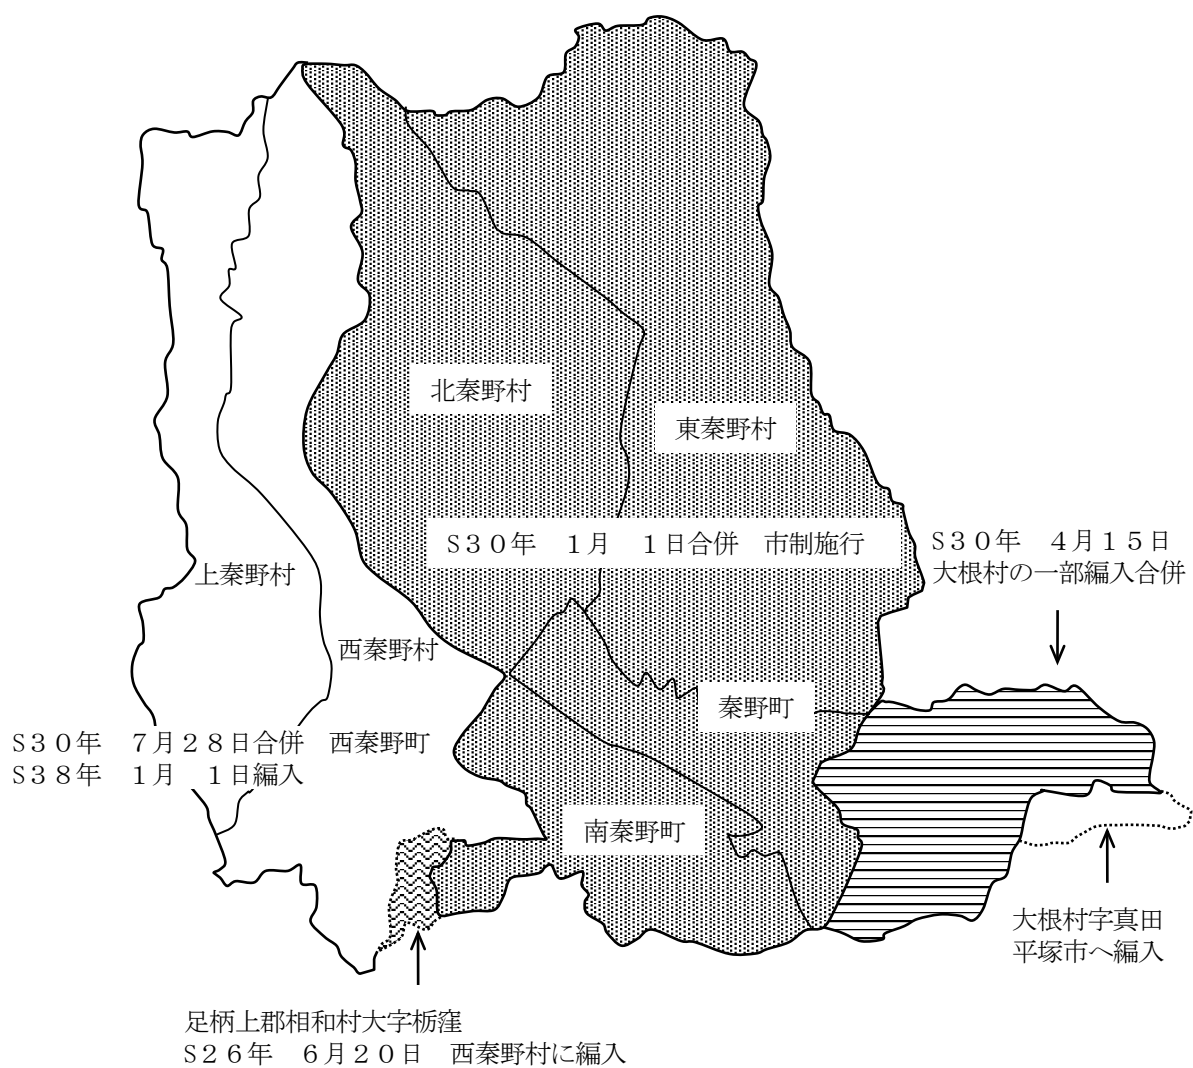 北秦野村
東秦野村
S３０年　１月　１日合併　市制施行
S３０年　４月１５日
大根村の一部編入合併
上秦野村
西秦野村
秦野町
S３０年　７月２８日合併　西秦野町
S３８年　１月　１日編入
南秦野町
大根村字真田
平塚市へ編入
足柄上郡相和村大字栃窪
S２６年　６月２０日　西秦野村に編入